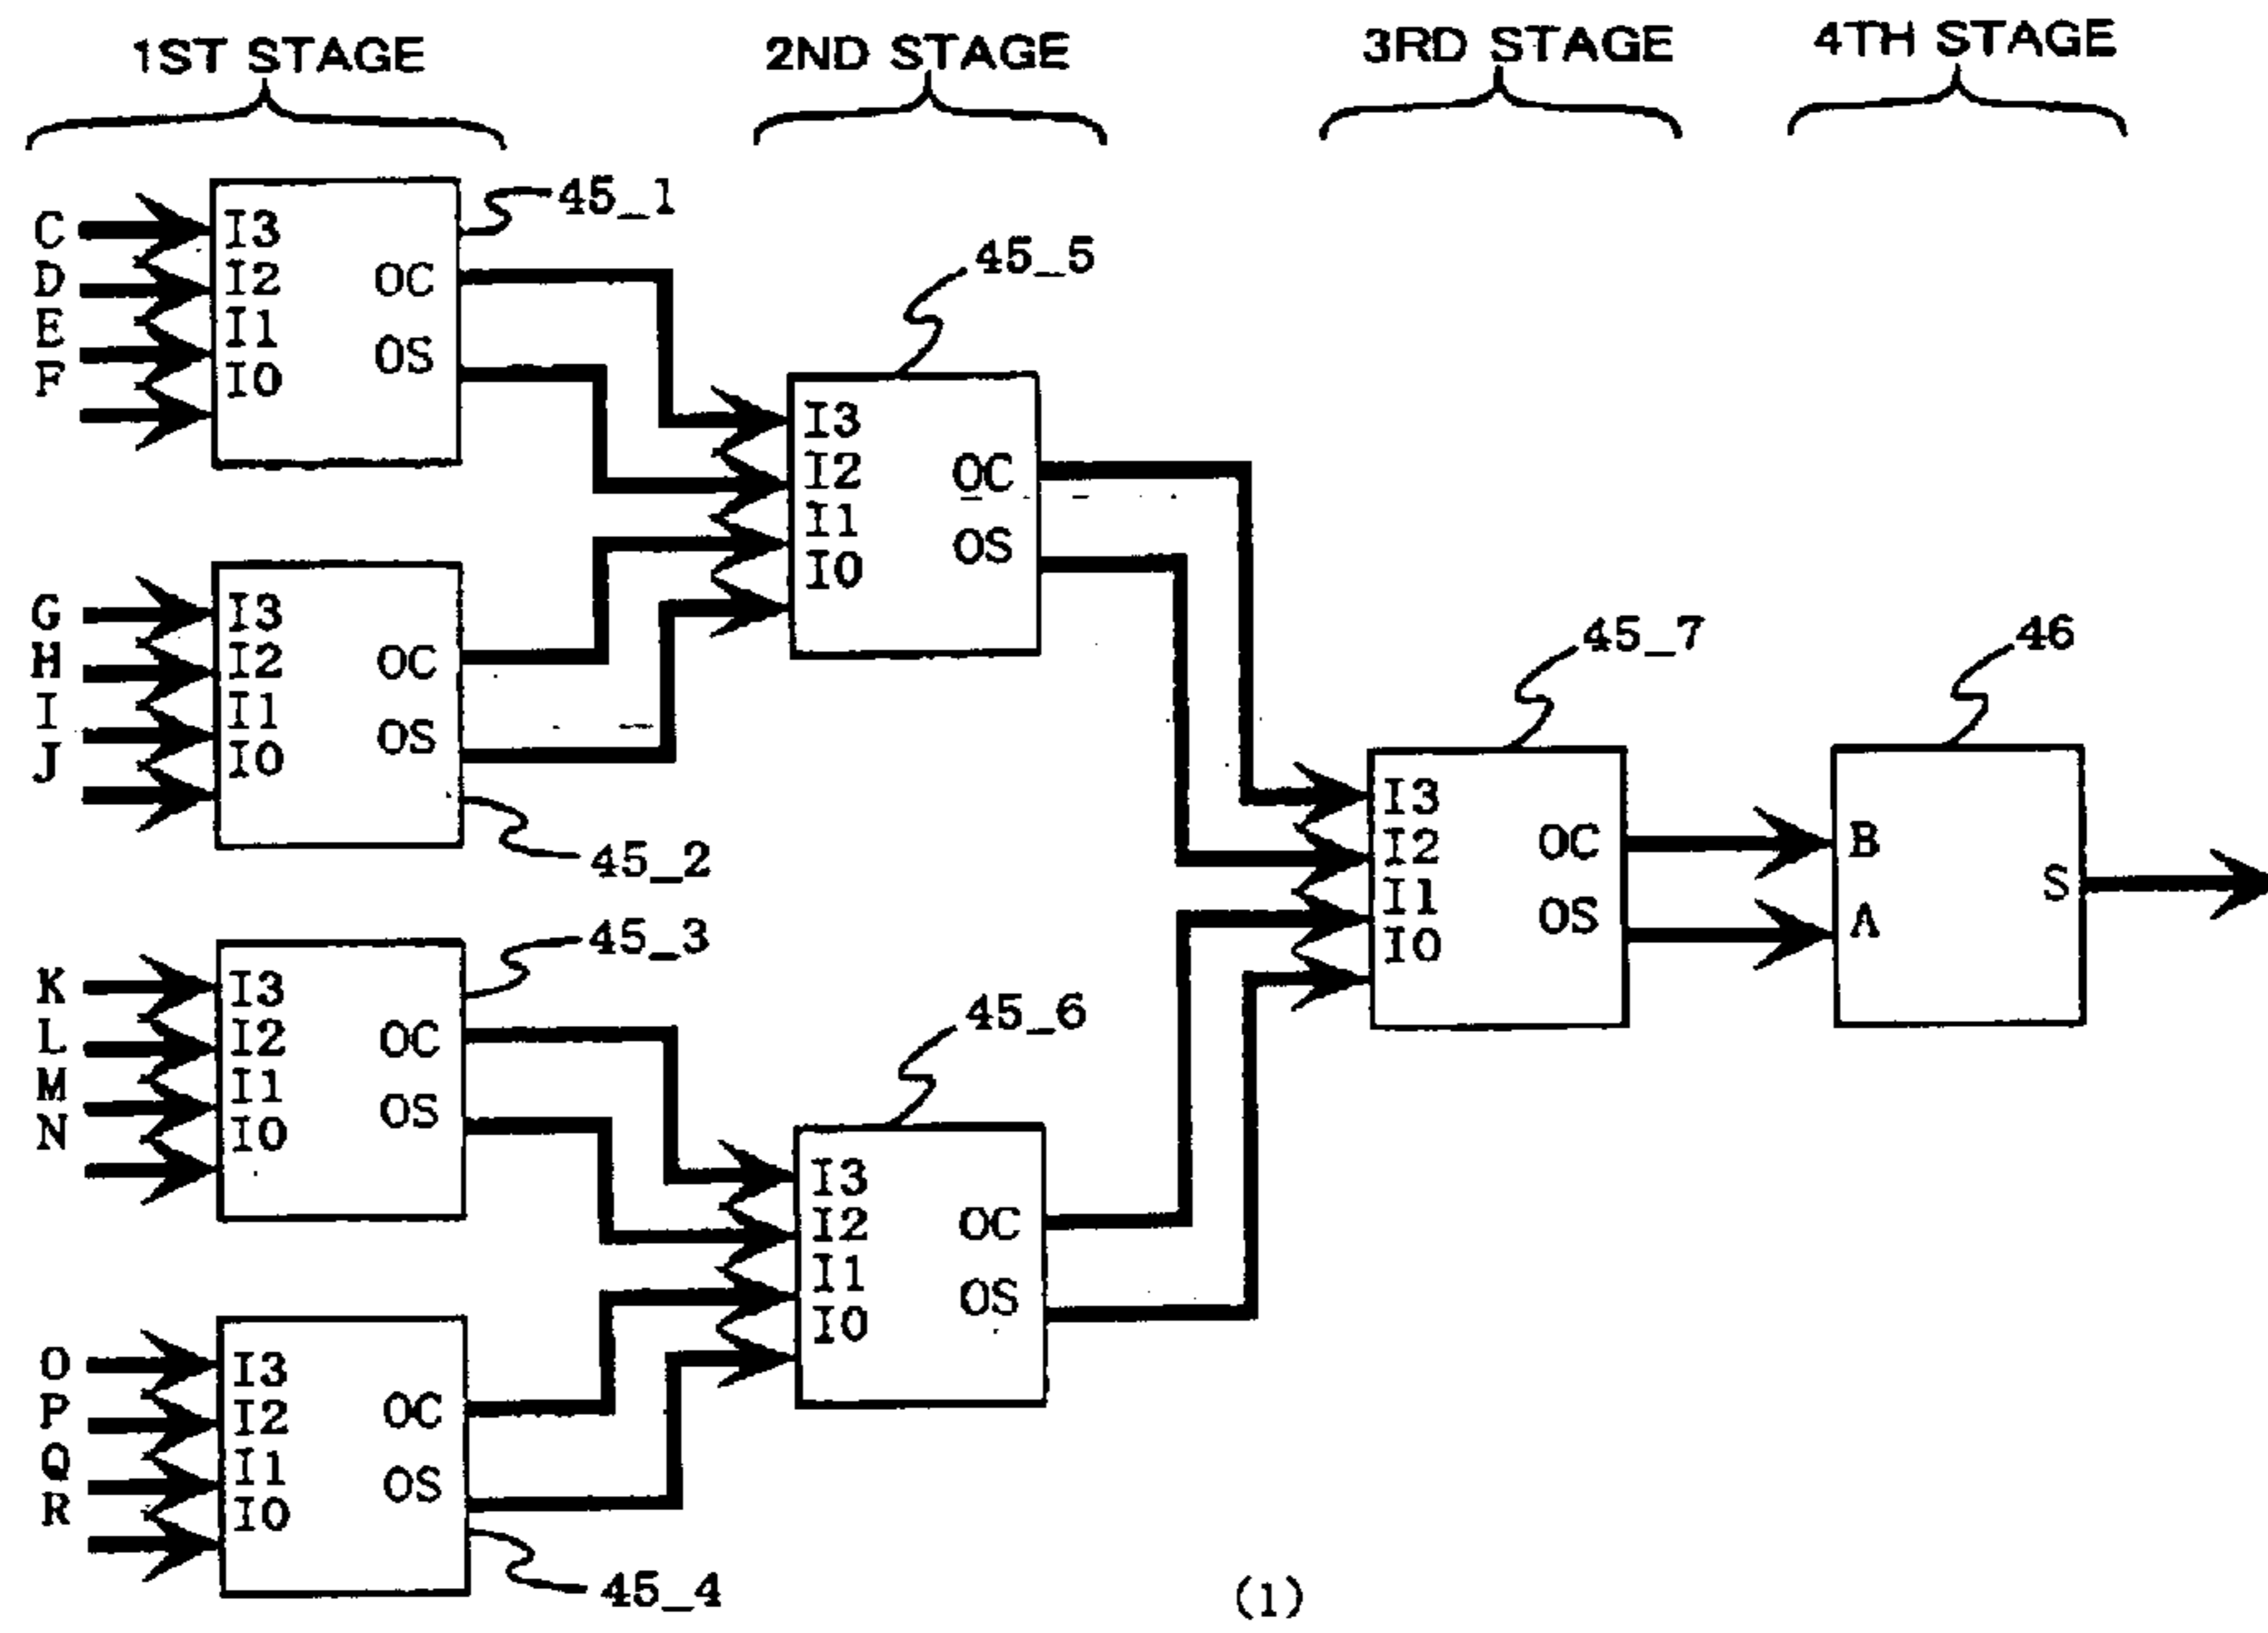 1ST STAGE
2ND STAGE
3RD STAGE
4TH STAGE
45_1
C
D
E
F
I3
I2
I1
I0
OC
OS
G
H
I
J
I3
I2
I1
I0
OC
OS
45_2
45_3
K
L
M
N
I3
I2
I1
I0
OC
OS
O
P
Q
R
I3
I2
I1
I0
OC
OS
45_4
45_5
I3
I2
I1
I0
OC
OS
45_6
I3
I2
I1
I0
OC
OS
45_7
I3
I2
I1
I0
OC
OS
46
B
A
S
(1)